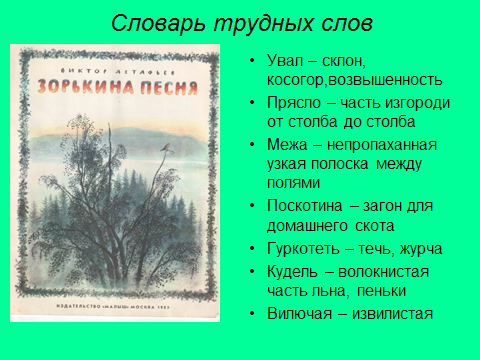 Словарь трудных слов
ВИКТОР АСТАФЬЕВ
ЗОРЬКИНА ПЕСНЯ
ИЗДАТЕЛЬСТВО «МАЛЫШ» МОСКВА
• Увал – склон,
косогор,возвышенность
• Прясло – часть изгороди
от столба до столба
• Межа – непропаханная
узкая полоска между
полями
• Поскотина – загон для
домашнего скота
• Гуркотеть – течь, журча
• Кудель – волокнистая
часть льна, пеньки
• Вилючая – извилистая